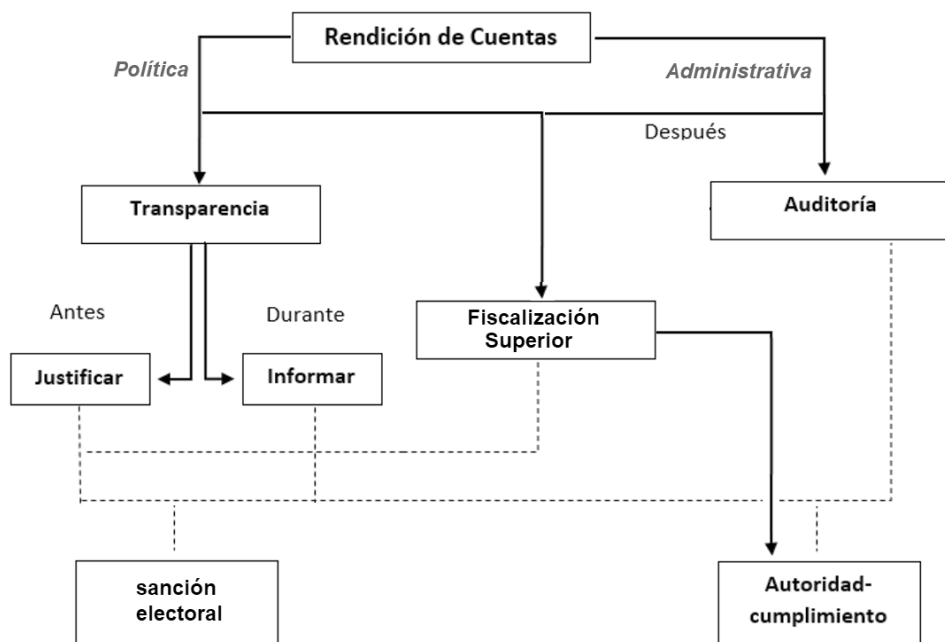 Rendición de Cuentas
Política
Administrativa
Después
Transparencia
Auditoría
Antes
Durante
Fiscalización
Superior
Justificar
Informar
sanción
electoral
Autoridad-
cumplimiento